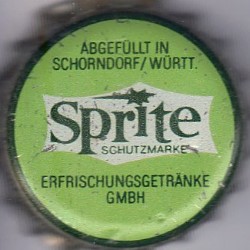 ABGEFÜLLT IN
SCHORNDORF/WÜRTT.
Sprite
SCHUTZMARKE
ERFRISCHUNGSGETRÄNKE
GMBH